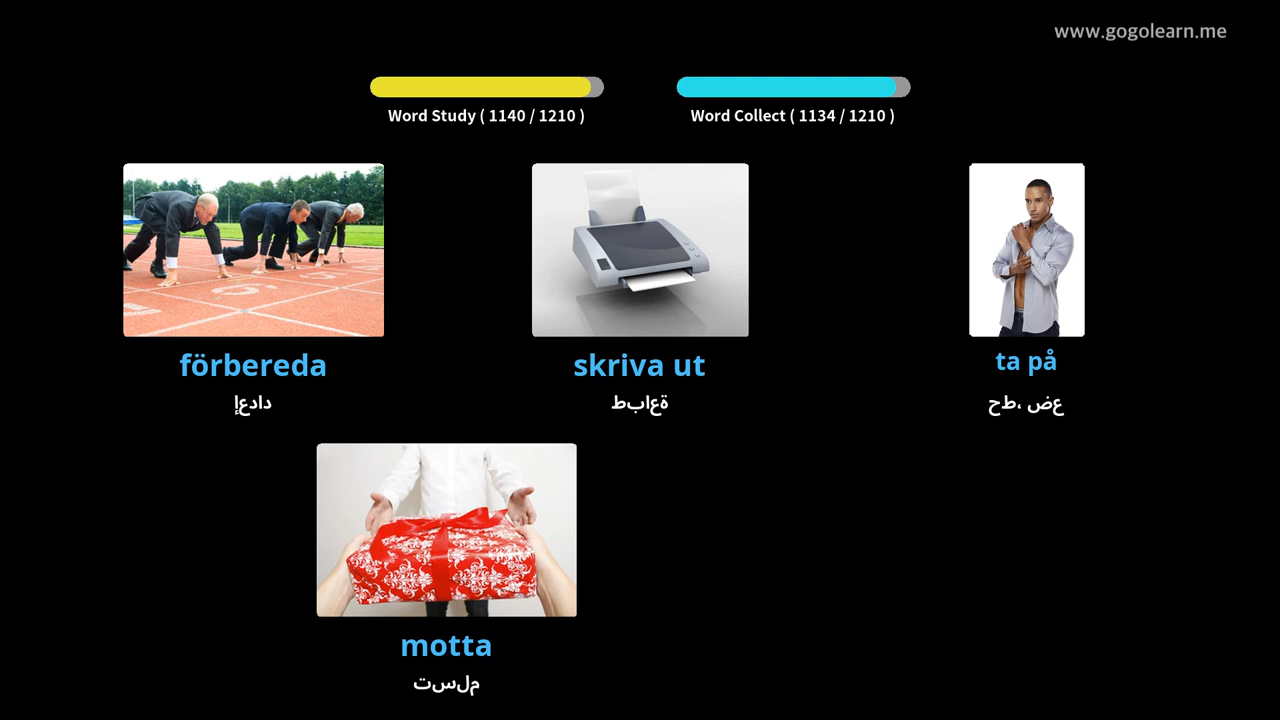 www.gogolearn.me
Word Study ( 1140 / 1210 )
Word Collect ( 1134 / 1210 )
förbereda
إعداد
skriva ut
طباعة
ta på
حط، ضع
motta
تسلم